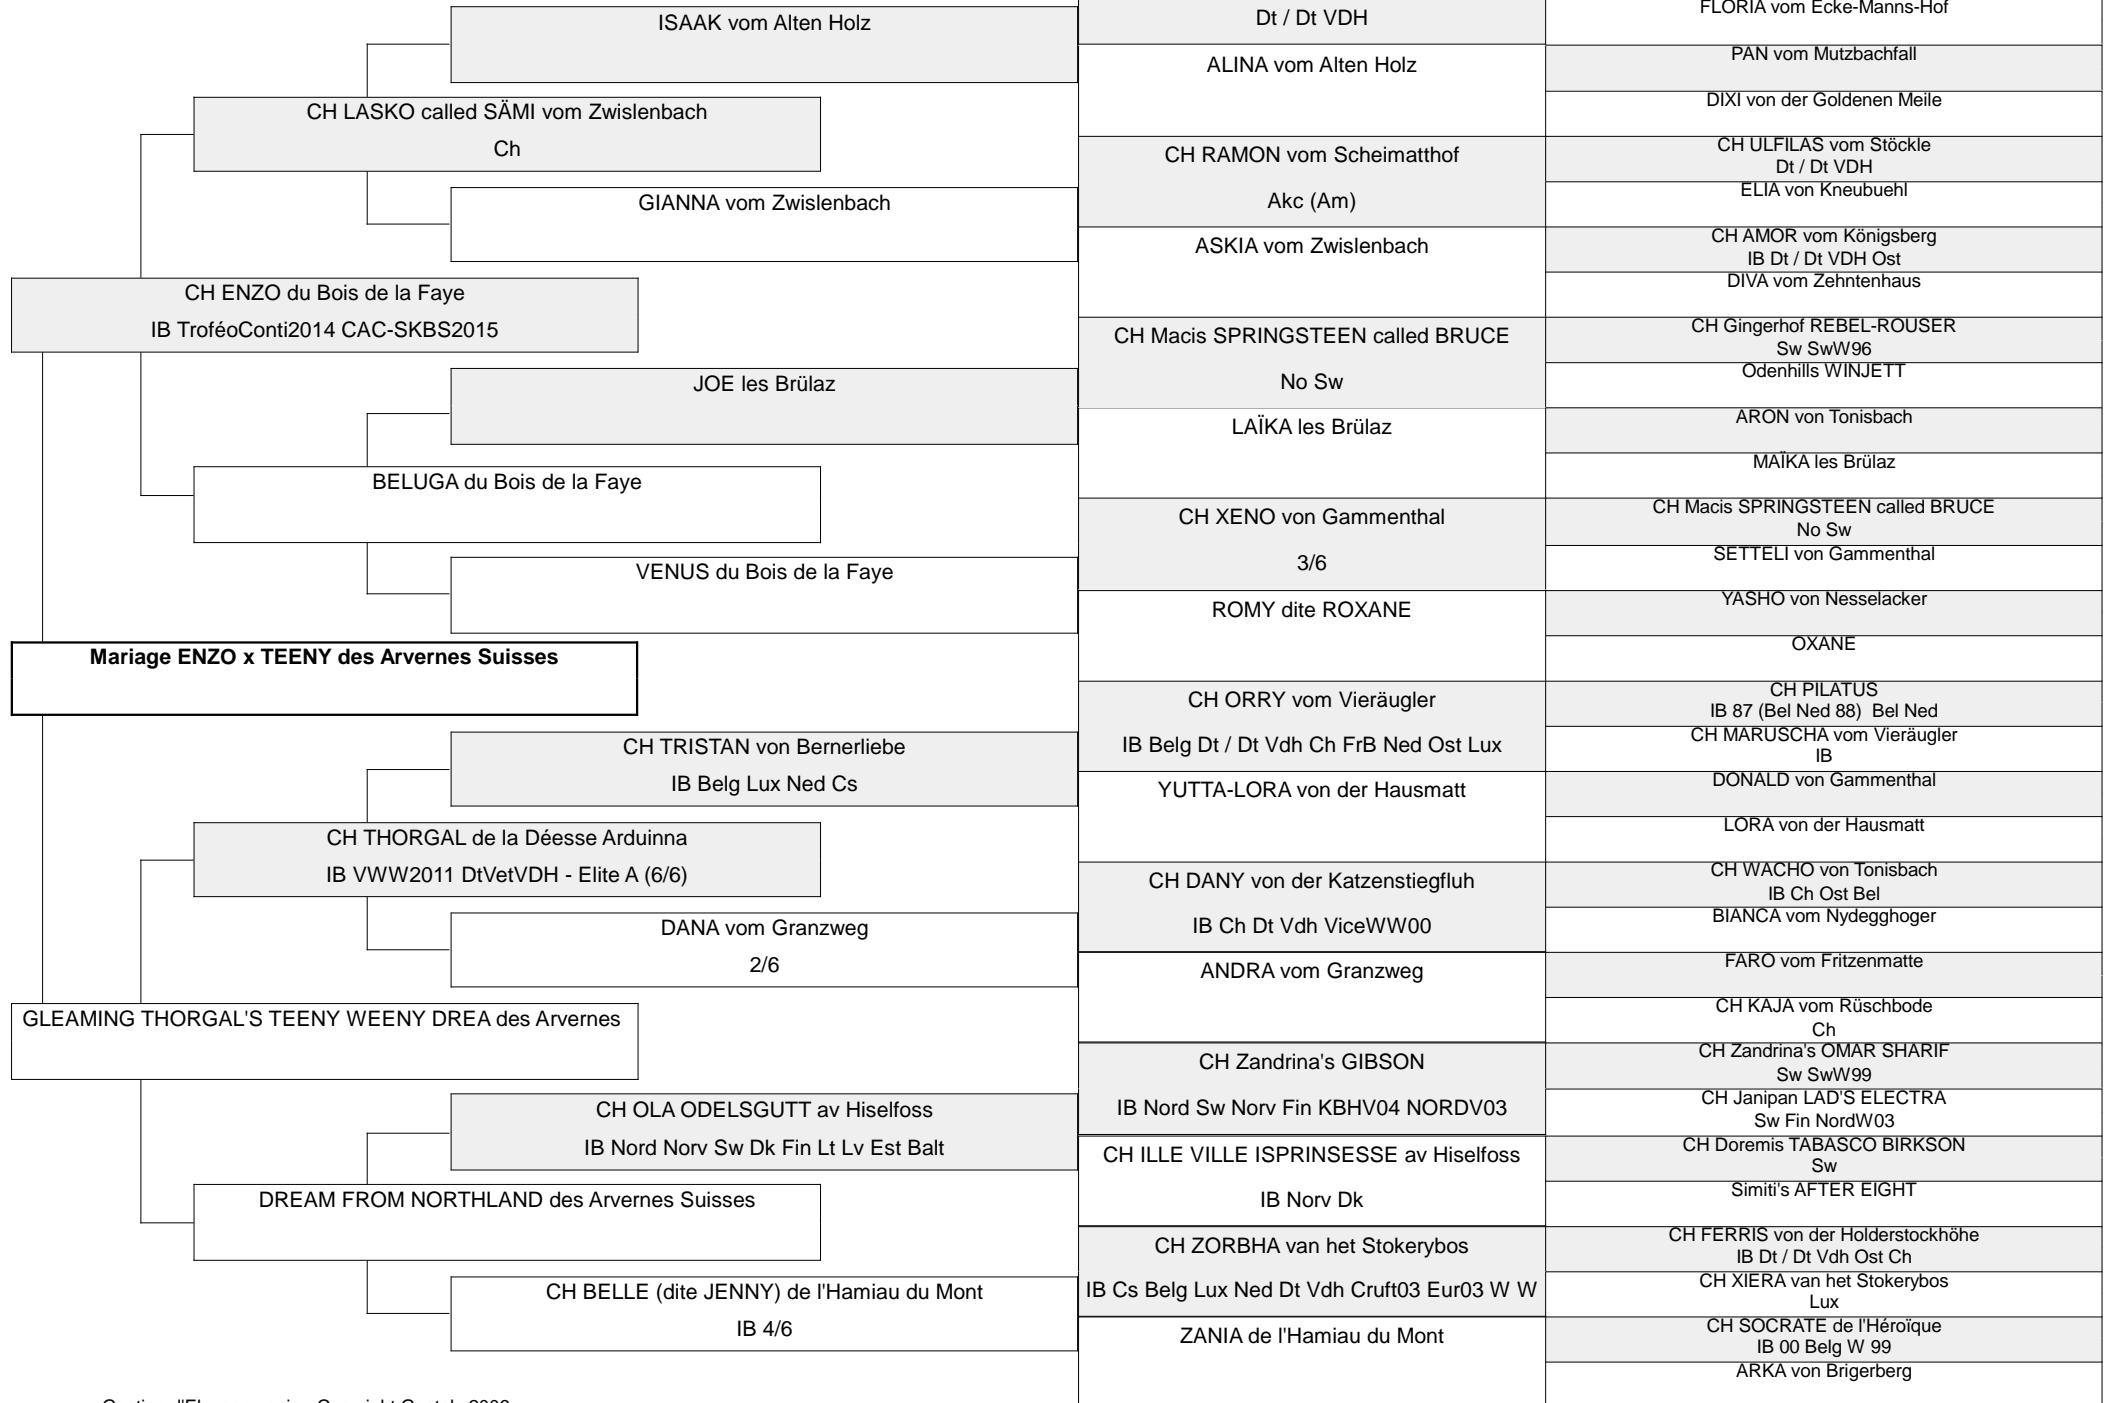 ISAAK vom Alten Holz
CH LASKO called SÄMI vom Zwislenbach
Ch
GIANNA vom Zwislenbach
CH ENZO du Bois de la Faye
IB TroféoConti2014 CAC-SKBS2015
JOE les Brülaz
BELUGA du Bois de la Faye
VENUS du Bois de la Faye
Mariage ENZO x TEENY des Arvernes Suisses
CH TRISTAN von Bernerliebe
IB Belg Lux Ned Cs
CH THORGAL de la Déesse Arduinna
IB VWW2011 DtVetVDH - Elite A (6/6)
DANA vom Granzweg
2/6
GLEAMING THORGAL'S TEENY WEENY DREA des Arvernes
CH OLA ODELSGUTT av Hiselfoss
IB Nord Norv Sw Dk Fin Lt Lv Est Balt
DREAM FROM NORTHLAND des Arvernes Suisses
CH BELLE (dite JENNY) de l'Hamiau du Mont
IB 4/6
Dt / Dt VDH
ALINA vom Alten Holz
CH RAMON vom Scheimatthof
Akc (Am)
ASKIA vom Zwislenbach
CH Macis SPRINGSTEEN called BRUCE
No Sw
LAÏKA les Brülaz
CH XENO von Gammenthal
3/6
ROMY dite ROXANE
CH ORRY vom Vieräugler
IB Belg Dt / Dt Vdh Ch FrB Ned Ost Lux
YUTTA-LORA von der Hausmatt
CH DANY von der Katzenstiegfluh
IB Ch Dt Vdh ViceWW00
ANDRA vom Granzweg
CH Zandrina's GIBSON
IB Nord Sw Norv Fin KBHV04 NORDV03
CH ILLE VILLE ISPRINSESSE av Hiselfoss
IB Norv Dk
CH ZORBHA van het Stokerybos
IB Cs Belg Lux Ned Dt Vdh Cruft03 Eur03 W W
ZANIA de l'Hamiau du Mont
FLORIA vom Ecke-Manns-Hof
PAN vom Mutzbachfall
DIXI von der Goldenen Meile
CH ULFILAS vom Stöckle
Dt / Dt VDH
ELIA von Kneubuehl
CH AMOR vom Königsberg
IB Dt / Dt VDH Ost
DIVA vom Zehntenhaus
CH Gingerhof REBEL-ROUSER
Sw SwW96
Odenhills WINJETT
ARON von Tonisbach
MAÏKA les Brülaz
CH Macis SPRINGSTEEN called BRUCE
No Sw
SETTELI von Gammenthal
YASHO von Nesselacker
OXANE
CH PILATUS
IB 87 (Bel Ned 88) Bel Ned
CH MARUSCHA vom Vieräugler
IB
DONALD von Gammenthal
LORA von der Hausmatt
CH WACHO von Tonisbach
IB Ch Ost Bel
BIANCA vom Nydegghoger
FARO vom Fritzenmatte
CH KAJA vom Rüschbode
Ch
CH Zandrina's OMAR SHARIF
Sw SwW99
CH Janipan LAD'S ELECTRA
Sw Fin NordW03
CH Doremis TABASCO BIRKSON
Sw
Simiti's AFTER EIGHT
CH FERRIS von der Holderstockhöhe
IB Dt / Dt Vdh Ost Ch
CH XIERA van het Stokerybos
Lux
CH SOCRATE de l'Héroïque
IB 00 Belg W 99
ARKA von Brigerberg